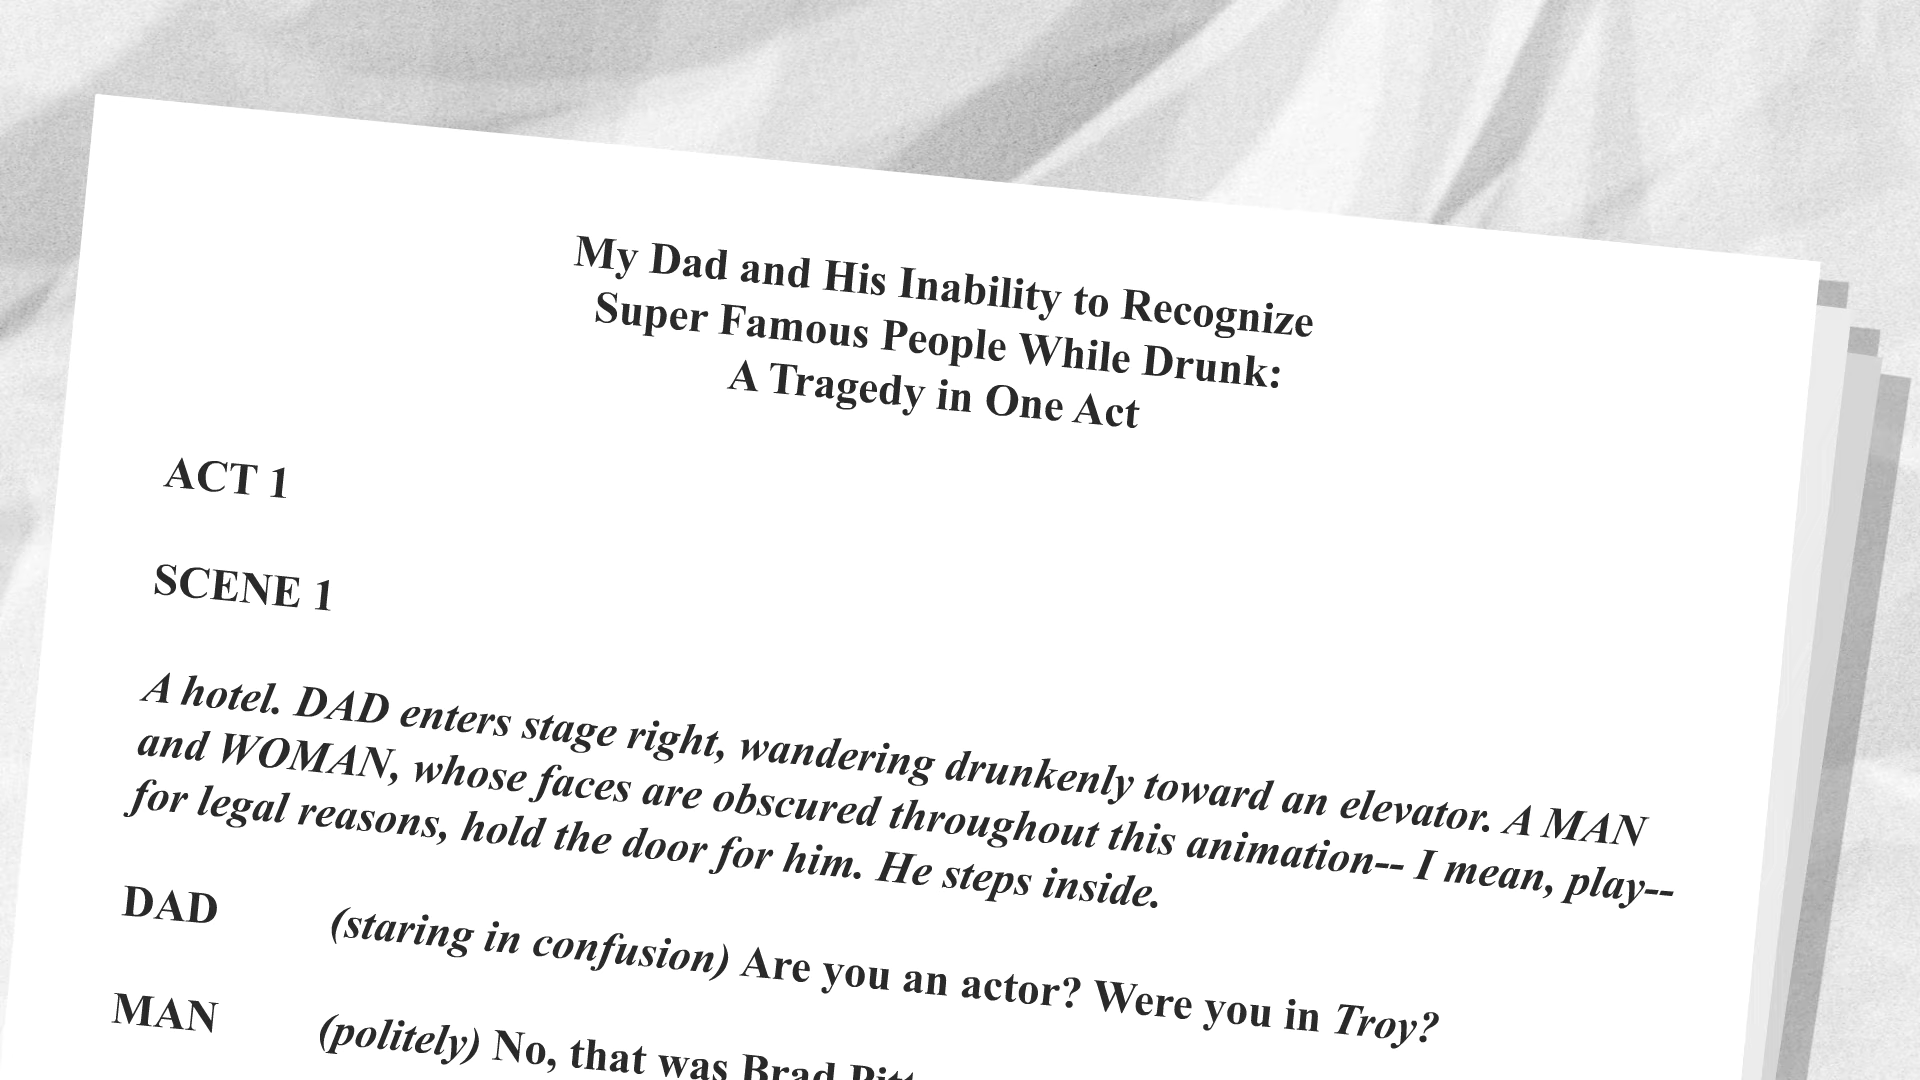 My Dad and His Inability to Recognize
Super Famous People While Drunk:
A Tragedy in One Act
ACT 1
SCENE 1
A hotel. DAD enters stage right, wandering drunkenly toward an elevator. A MAN
and WOMAN, whose faces are obscured throughout this animation-- I mean, play--
for legal reasons, hold the door for him. He steps inside.
DAD (staring in confusion) Are you an actor? Were you in Troy?
MAN (politely) No, that was Brad Pitt